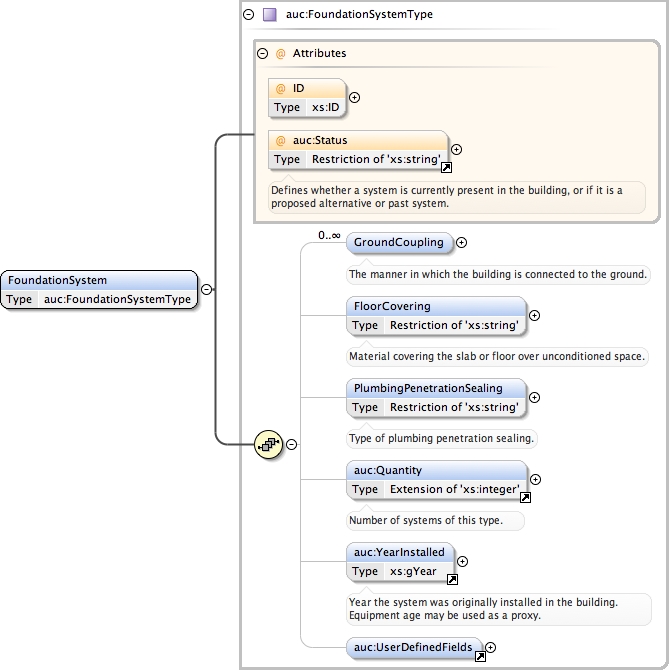 auc:FoundationSystemType
@ Attributes
@ ID
Type xs:ID
@ auc:Status
Type Restriction of 'xs:string'
Defines whether a system is currently present in the building, or if it is a
proposed alternative or past system.
FoundationSystem
Type auc:FoundationSystemType
0..∞
GroundCoupling
The manner in which the building is connected to the ground.
FloorCovering
Type Restriction of 'xs:string'
Material covering the slab or floor over unconditioned space.
PlumbingPenetrationSealing
Type Restriction of 'xs:string'
Type of plumbing penetration sealing.
auc:Quantity
Type Extension of 'xs:integer'
Number of systems of this type.
auc:YearInstalled
Type xs:gYear
Year the system was originally installed in the building.
Equipment age may be used as a proxy.
auc:UserDefinedFields